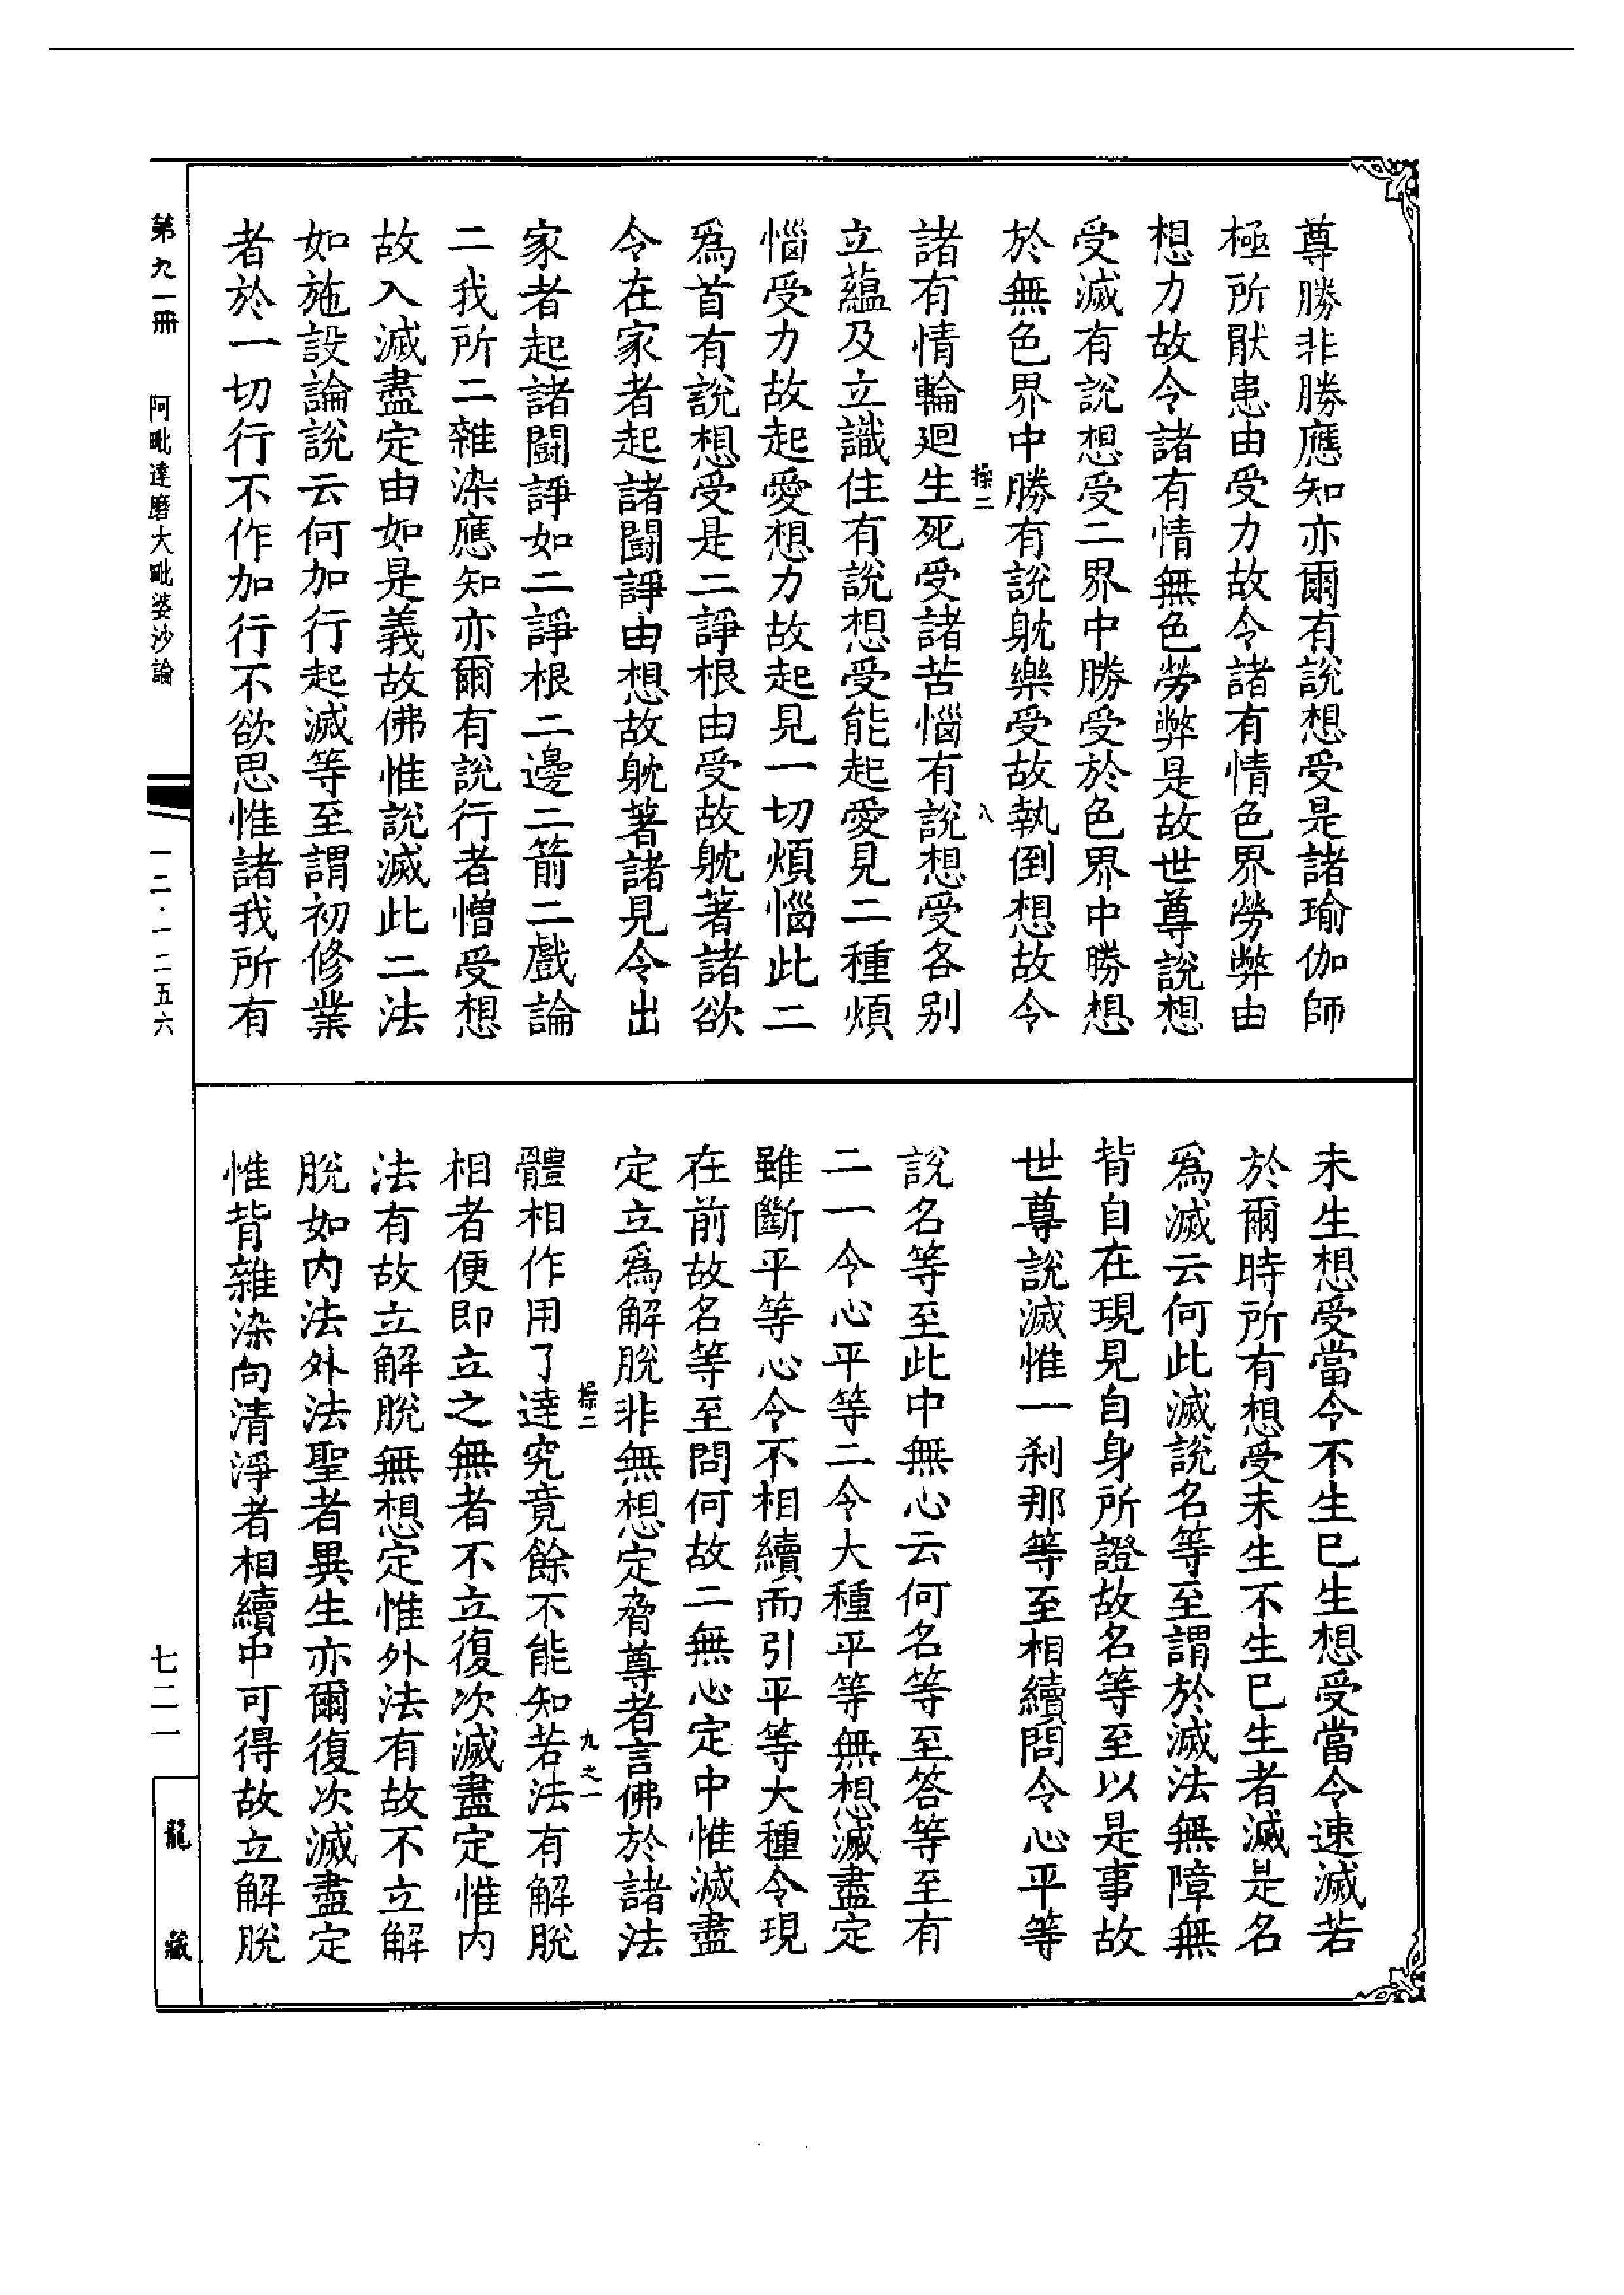 尊勝非勝應知亦爾有說想受是諸瑜伽師
極所猒患由受力故令諸有情色界勞弊由
想力故令諸有情無色勞弊是故世尊說想
受滅有說想受二界中勝受於色界中勝想
於無色界中勝有說躭樂受故執倒想故令
操二
八
諸有情輪廻生死受諸苦惱有說想受各別
立蘊及立識住有說想受能起愛見二種煩
惱受力故起愛想力故起見一切煩惱此二
爲首有說想受是二諍根由受故躭著諸欲
令在家者起諸鬪諍由想故躭著諸見令出
家者起諸鬪諍如二諍根二邊二箭二戲論
二我所二雜染應知亦爾有說行者憎受想
故入滅盡定由如是義故佛惟說滅此二法
如施設論說云何加行起滅等至謂初修業
者於一切行不作加行不欲思惟諸我所有
未生想受當令不生巳生想受當令速滅若
於爾時所有想受未生不生巳生者滅是名
爲滅云何此滅說名等至謂於滅法無障無
背自在現見自身所證故名等至以是事故
世尊說滅惟一刹那等至相續問令心平等
說名等至此中無心云何名等至答等至有
二一令心平等二令大種平等無想滅盡定
雖斷平等心令不相續而引平等大種令現
在前故名等至問何故二無心定中惟滅盡
定立爲解脫非無想定脅尊者言佛於諸法
操二
九之一
體相作用了達究竟餘不能知若法有解脫
相者便即立之無者不立復次滅盡定惟內
法有故立解脫無想定惟外法有故不立解
脫如內法外法聖者異生亦爾復次滅盡定
惟背雜染向清淨者相續中可得故立解脫
第九一冊
阿毗達磨大毗婆沙論
一二·一二五六
七二一
龍藏